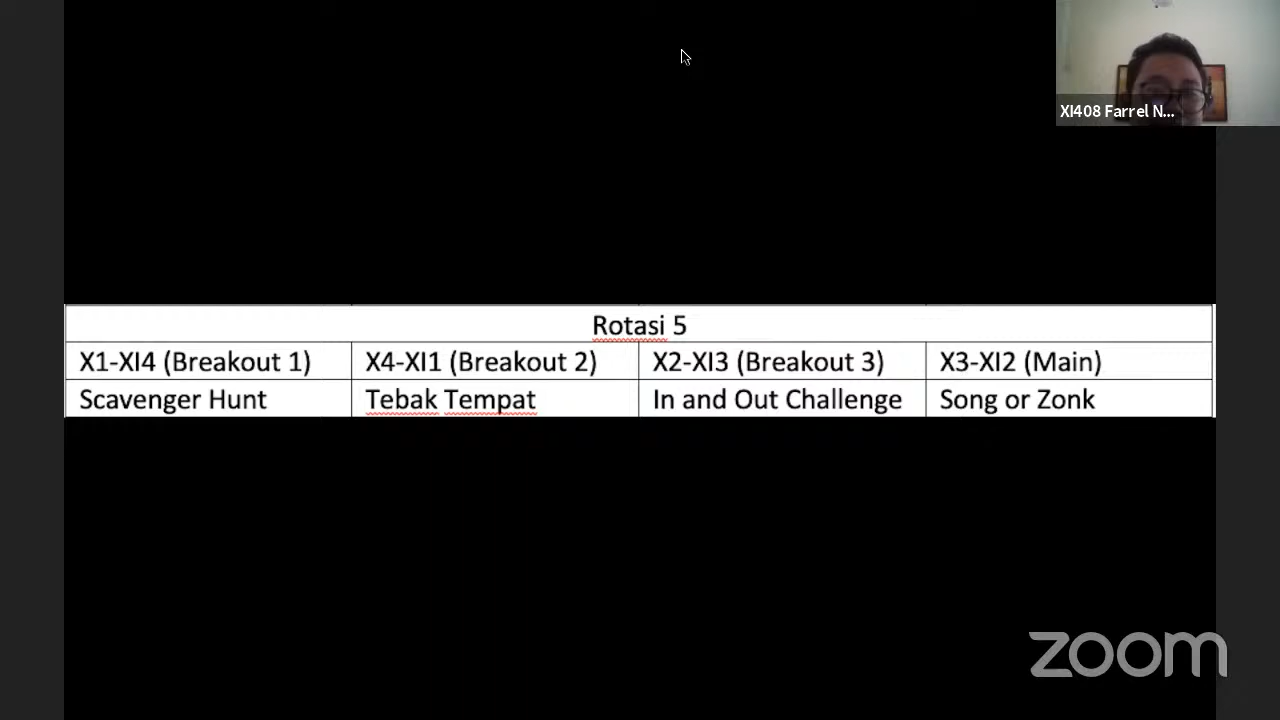 XI408 Farrel N...
Rotasi 5
X1-XI4 (Breakout 1) X4-XI1 (Breakout 2) X2-XI3 (Breakout 3) X3-XI2 (Main)
Scavenger Hunt Tebak Tempat In and Out Challenge Song or Zonk
zoom